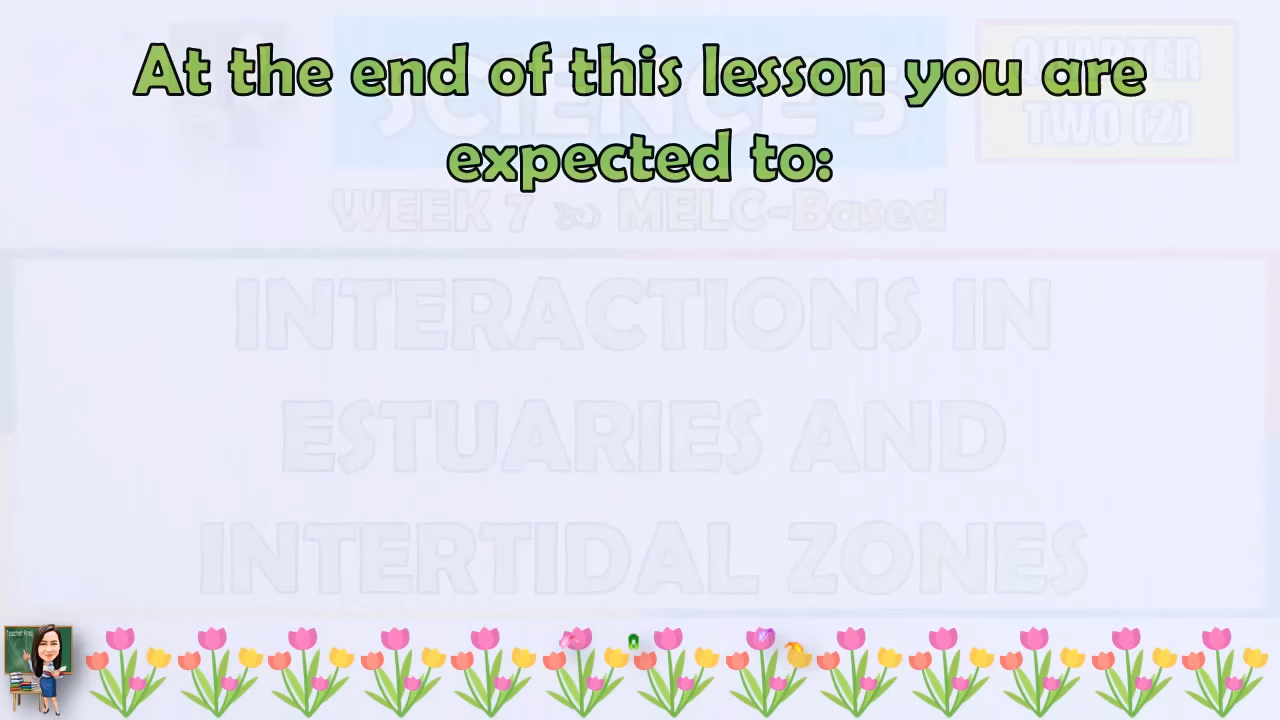 At the end of this lesson you are
expected to:
SCIENCE 5
QUARTER
TWO (2)
WEEK 7 MELC-Based
INTERACTIONS IN
ESTUARIES AND
INTERTIDAL ZONES